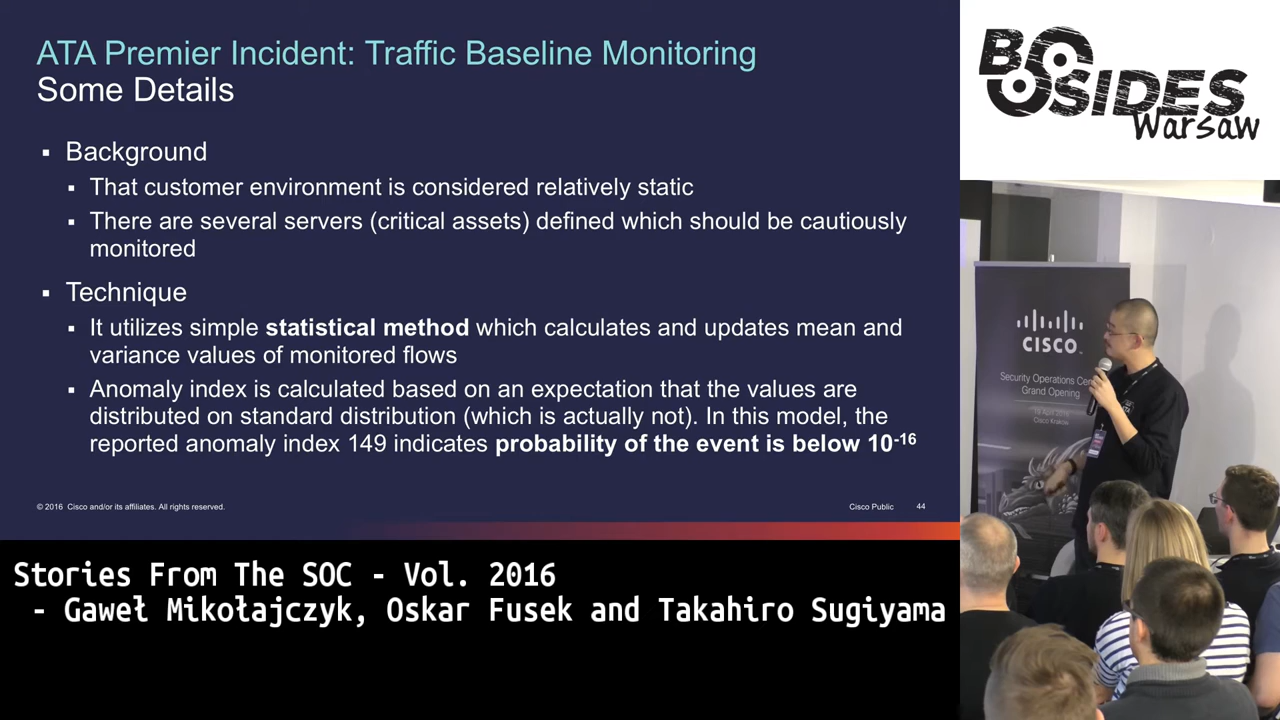 ATA Premier Incident: Traffic Baseline Monitoring
Some Details
▪ Background
▪ That customer environment is considered relatively static
▪ There are several servers (critical assets) defined which should be cautiously
monitored
▪ Technique
▪ It utilizes simple statistical method which calculates and updates mean and
variance values of monitored flows
▪ Anomaly index is calculated based on an expectation that the values are
distributed on standard distribution (which is actually not). In this model, the
reported anomaly index 149 indicates probability of the event is below 10-16
© 2016 Cisco and/or its affiliates. All rights reserved.
Cisco Public 44
BSIDES
Warsaw
CISCO
Security Operations Cen
Grand Opening
Cisco Kraków
Stories From The SOC - Vol. 2016
- Gaweł Mikołajczyk, Oskar Fusek and Takahiro Sugiyama